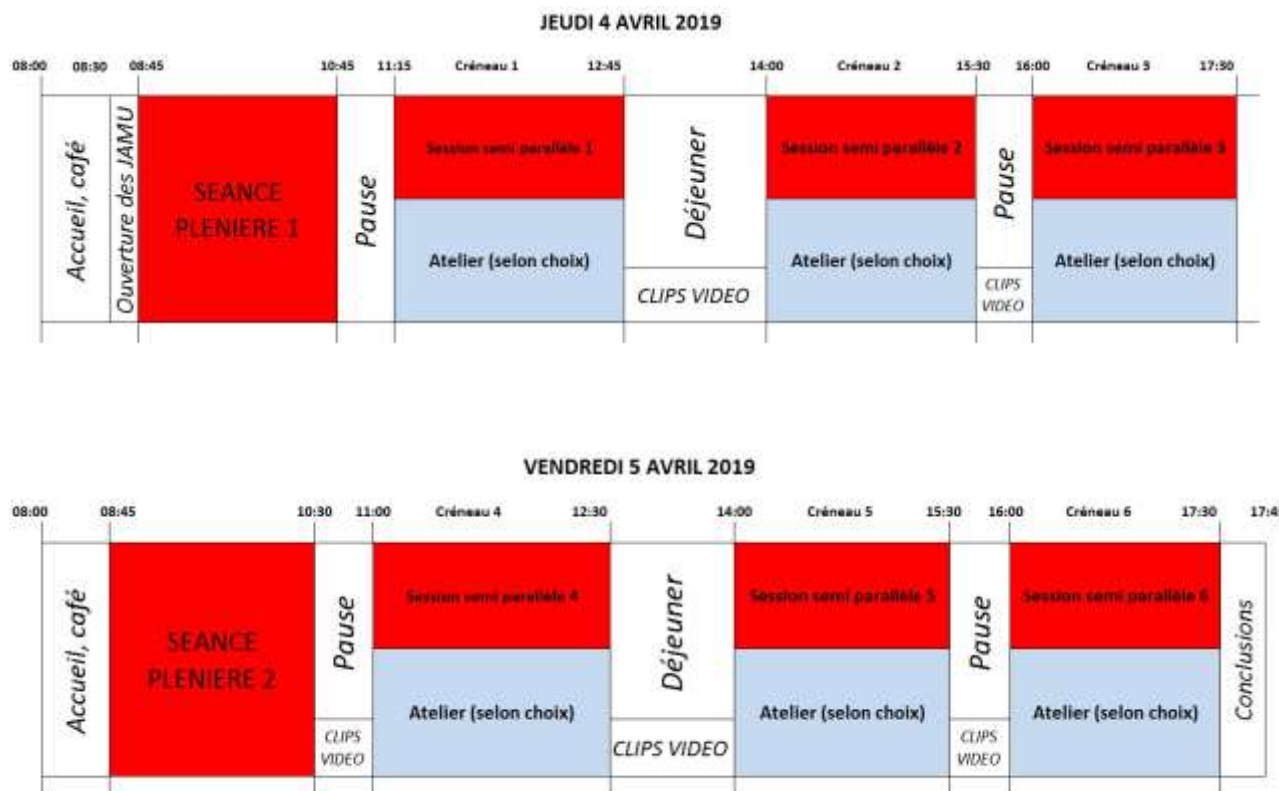 JEUDI 4 AVRIL 2019
08:00 08:30 08:45 10:45 11:15 Créneau 1 12:45 14:00 Créneau 2 15:30 16:00 Créneau 3 17:30
Accueil, café
Ouverture des JAMU
SEANCE
PLENIERE 1
Pause
Session semi parallèle 1
Atelier (selon choix)
Déjeuner
CLIPS VIDEO
Session semi parallèle 2
Atelier (selon choix)
Pause
CLIPS
VIDEO
Session semi parallèle 3
Atelier (selon choix)
VENDREDI 5 AVRIL 2019
08:00 08:45 10:30 11:00 Créneau 4 12:30 14:00 Créneau 5 15:30 16:00 Créneau 6 17:30 17:4
Accueil, café
SEANCE
PLENIERE 2
Pause
CLIPS
VIDEO
Session semi parallèle 4
Atelier (selon choix)
Déjeuner
CLIPS VIDEO
Session semi parallèle 5
Atelier (selon choix)
Pause
CLIPS
VIDEO
Session semi parallèle 6
Atelier (selon choix)
Conclusions